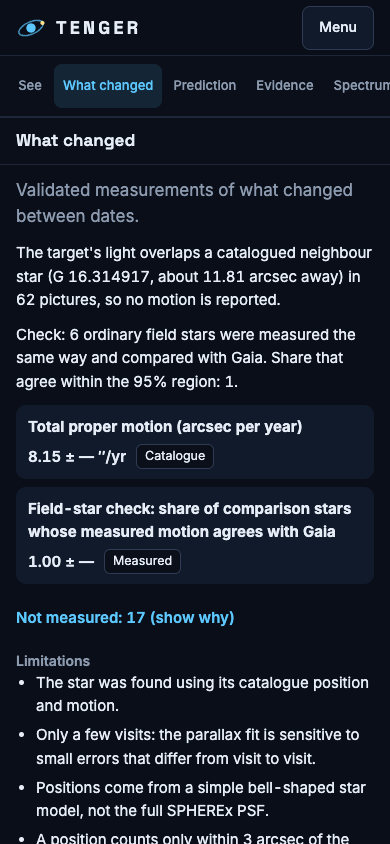 TENGER
Menu
See
What changed
Prediction
Evidence
Spectrum
What changed
Validated measurements of what changed
between dates.
The target's light overlaps a catalogued neighbour
star (G 16.314917, about 11.81 arcsec away) in
62 pictures, so no motion is reported.
Check: 6 ordinary field stars were measured the
same way and compared with Gaia. Share that
agree within the 95% region: 1.
Total proper motion (arcsec per year)
8.15 ± — ″/yr Catalogue
Field-star check: share of comparison stars
whose measured motion agrees with Gaia
1.00 ± — Measured
Not measured: 17 (show why)
Limitations
• The star was found using its catalogue position
and motion.
• Only a few visits: the parallax fit is sensitive to
small errors that differ from visit to visit.
• Positions come from a simple bell-shaped star
model, not the full SPHEREx PSF.
• A position counts only within 3 arcsec of the